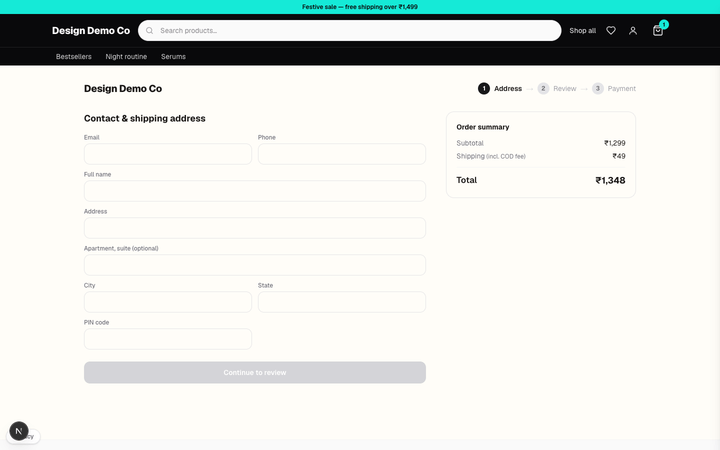 Festive sale — free shipping over ₹1,499
Design Demo Co
Search products...
Shop all
1
Bestsellers
Night routine
Serums
Design Demo Co
1 Address
2 Review
3 Payment
Contact & shipping address
Email
Phone
Full name
Address
Apartment, suite (optional)
City
State
PIN code
Continue to review
Order summary
Subtotal ₹1,299
Shipping (incl. COD fee) ₹49
Total ₹1,348
N